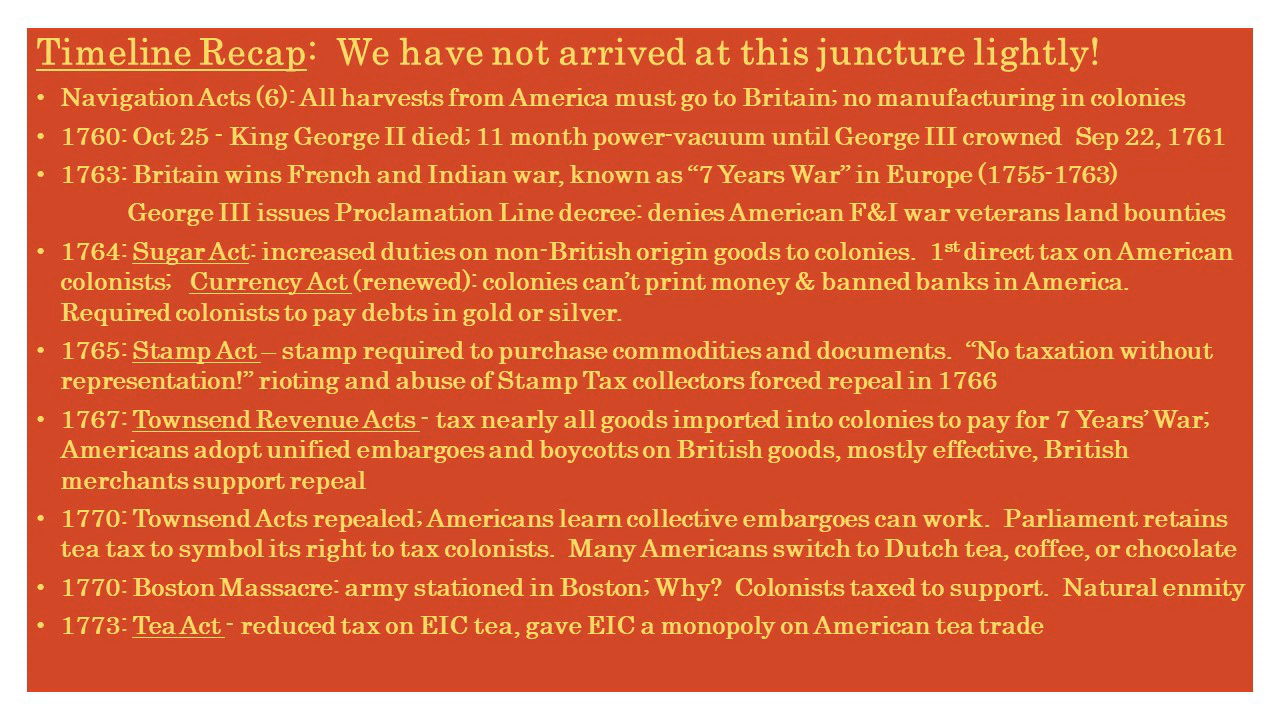 Timeline Recap:  We have not arrived at this juncture lightly!
• Navigation Acts (6): All harvests from America must go to Britain; no manufacturing in colonies
• 1760: Oct 25 - King George II died; 11 month power-vacuum until George III crowned  Sep 22, 1761
• 1763: Britain wins French and Indian war, known as “7 Years War” in Europe (1755-1763)
George III issues Proclamation Line decree: denies American F&I war veterans land bounties
• 1764: Sugar Act: increased duties on non-British origin goods to colonies.  1st direct tax on American
colonists;   Currency Act (renewed): colonies can’t print money & banned banks in America.
Required colonists to pay debts in gold or silver.
• 1765: Stamp Act – stamp required to purchase commodities and documents.  “No taxation without
representation!” rioting and abuse of Stamp Tax collectors forced repeal in 1766
• 1767: Townsend Revenue Acts - tax nearly all goods imported into colonies to pay for 7 Years’ War;
Americans adopt unified embargoes and boycotts on British goods, mostly effective, British
merchants support repeal
• 1770: Townsend Acts repealed; Americans learn collective embargoes can work.  Parliament retains
tea tax to symbol its right to tax colonists.  Many Americans switch to Dutch tea, coffee, or chocolate
• 1770: Boston Massacre: army stationed in Boston; Why?  Colonists taxed to support.  Natural enmity
• 1773: Tea Act - reduced tax on EIC tea, gave EIC a monopoly on American tea trade